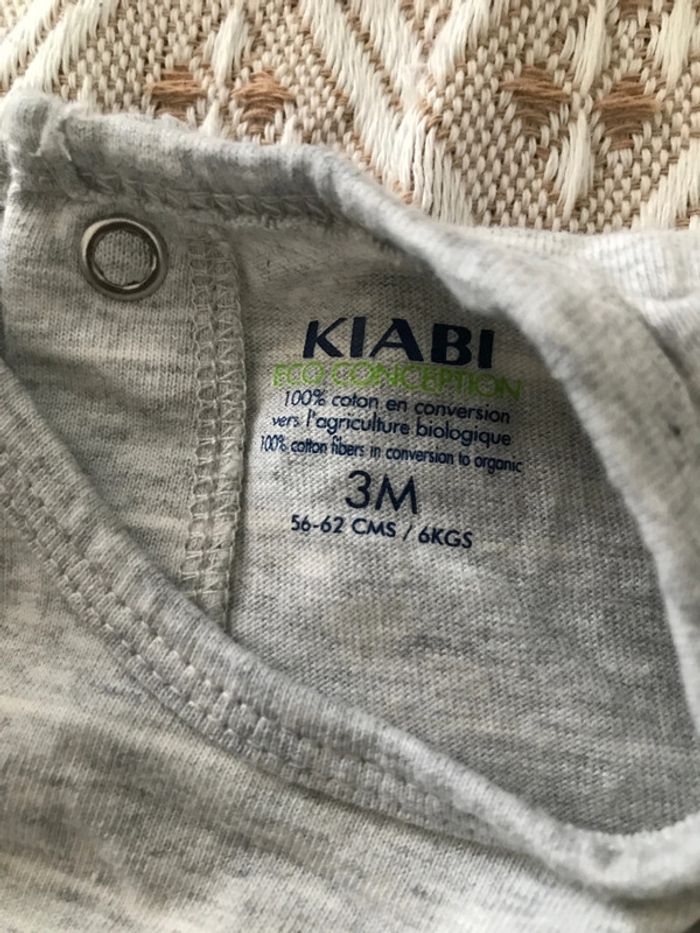 KIABI
ECO CONCEPTION
100% coton en conversion
vers l'agriculture biologique
100% cotton fibers in conversion to organic
3M
56-62 CMS / 6KGS